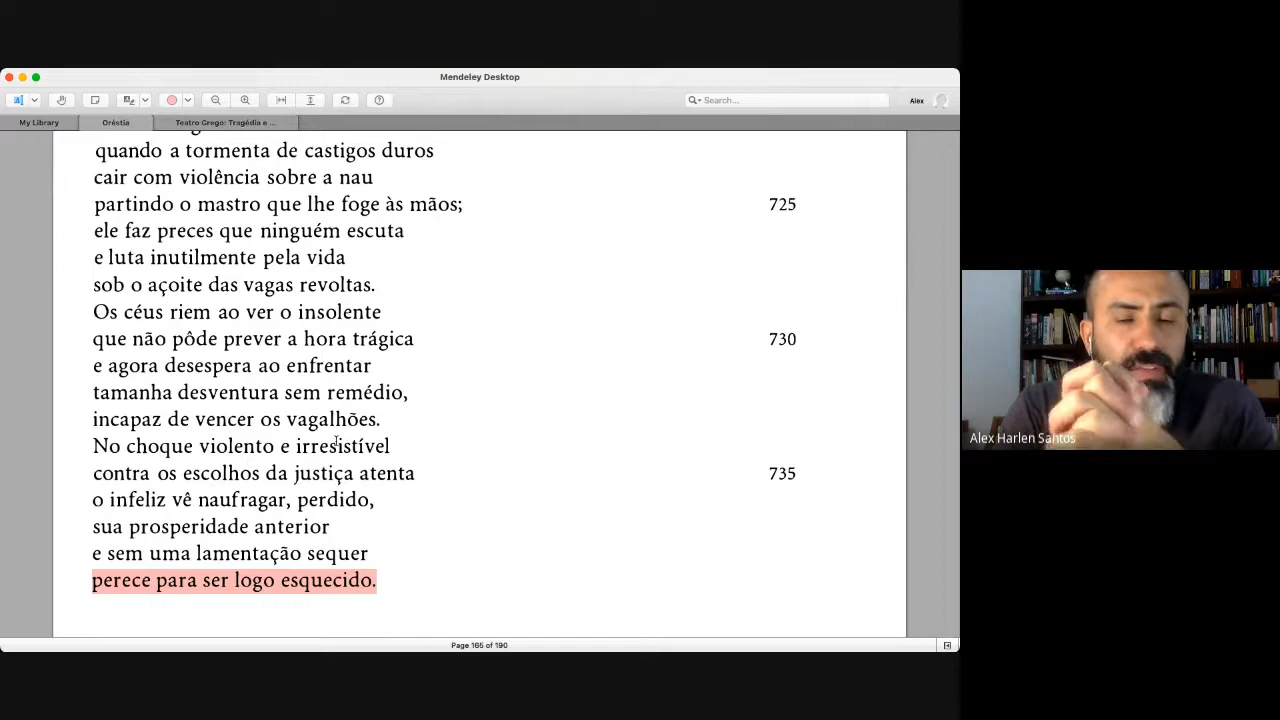 Mendeley Desktop
Search...
Alex
My Library
Oréstia
Teatro Grego: Tragédia e ...
quando a tormenta de castigos duros
cair com violência sobre a nau
partindo o mastro que lhe foge às mãos;
725
ele faz preces que ninguém escuta
e luta inutilmente pela vida
sob o açoite das vagas revoltas.
Os céus riem ao ver o insolente
que não pôde prever a hora trágica
730
e agora desespera ao enfrentar
tamanha desventura sem remédio,
incapaz de vencer os vagalhões.
No choque violento e irresistível
contra os escolhos da justiça atenta
735
o infeliz vê naufragar, perdido,
sua prosperidade anterior
e sem uma lamentação sequer
perece para ser logo esquecido.
Page 165 of 190
Alex Harlen Santos